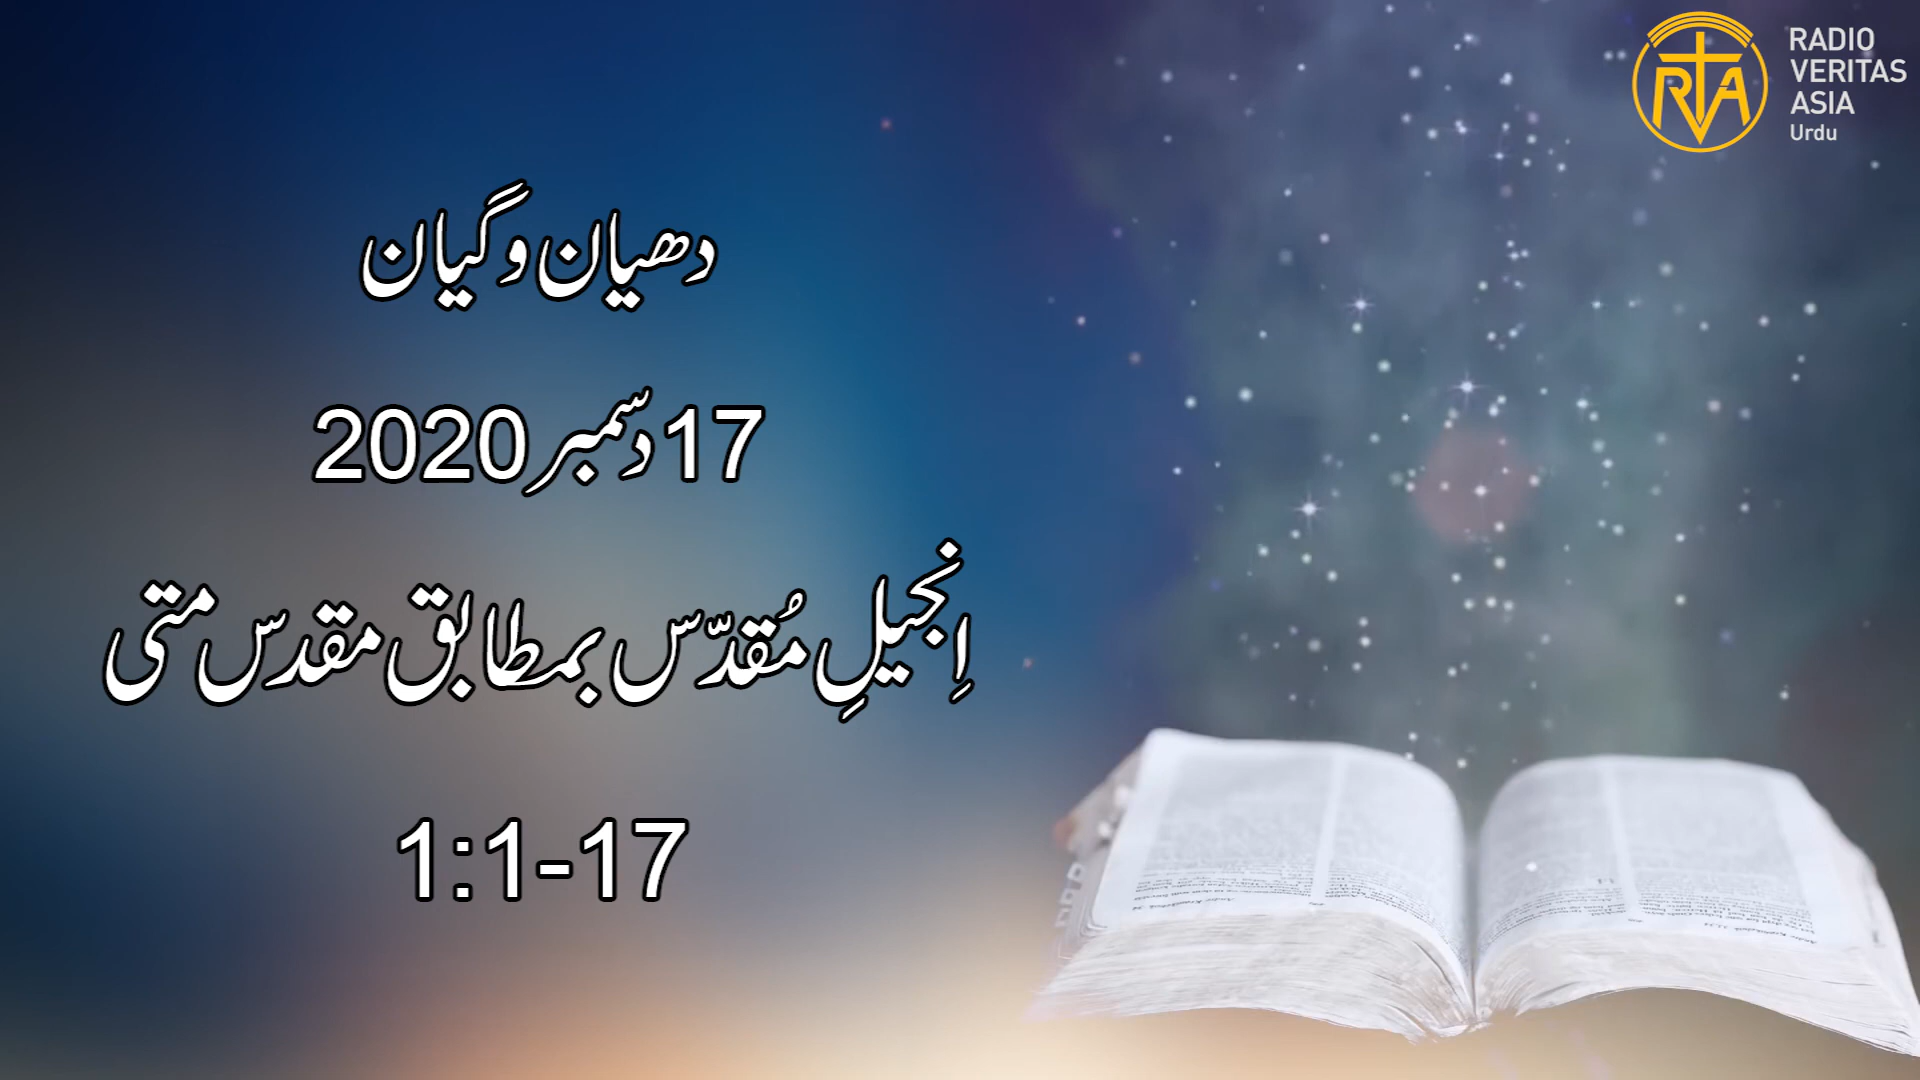 RADIO
VERITAS
ASIA
Urdu
دھیان و گیان
17 دسمبر 2020
اِنجیلِ مُقدّس بمطابق مقدس متی
1:1-17